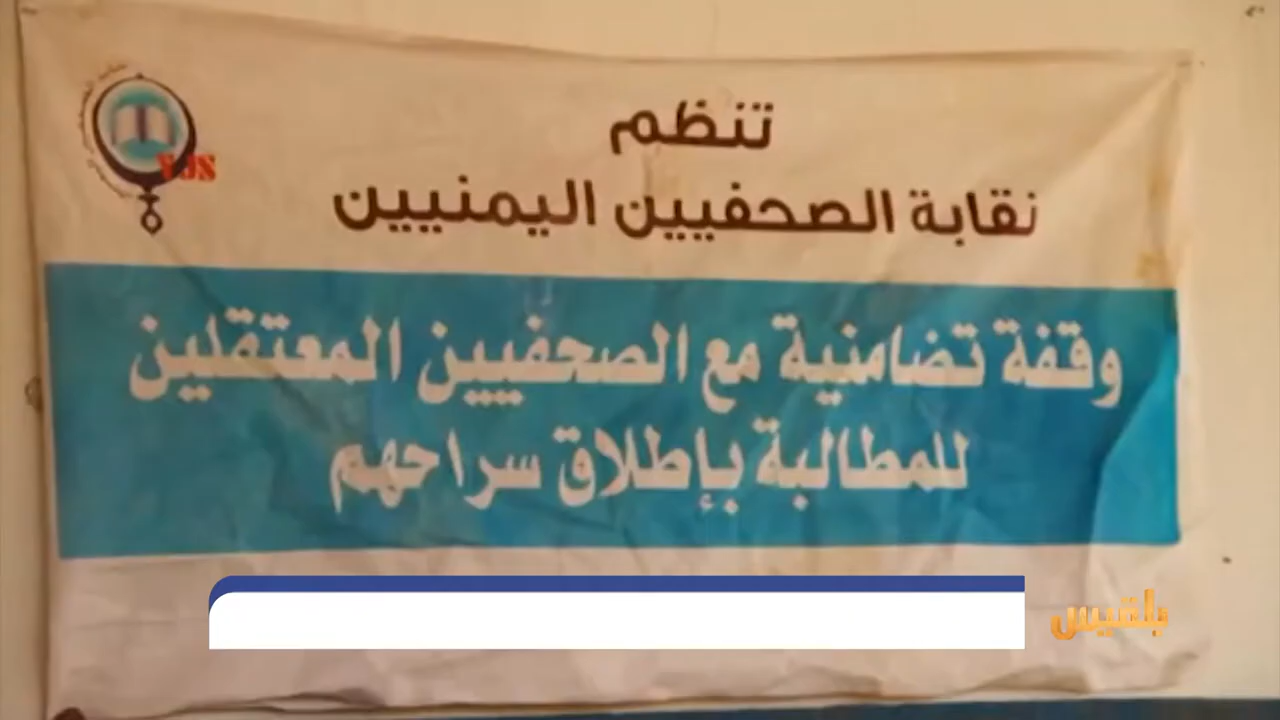 تنظم
نقابة الصحفيين اليمنيين
YJS
وقفة تضامنية مع الصحفيين المعتقلين
للمطالبة بإطلاق سراحهم
بلقيس